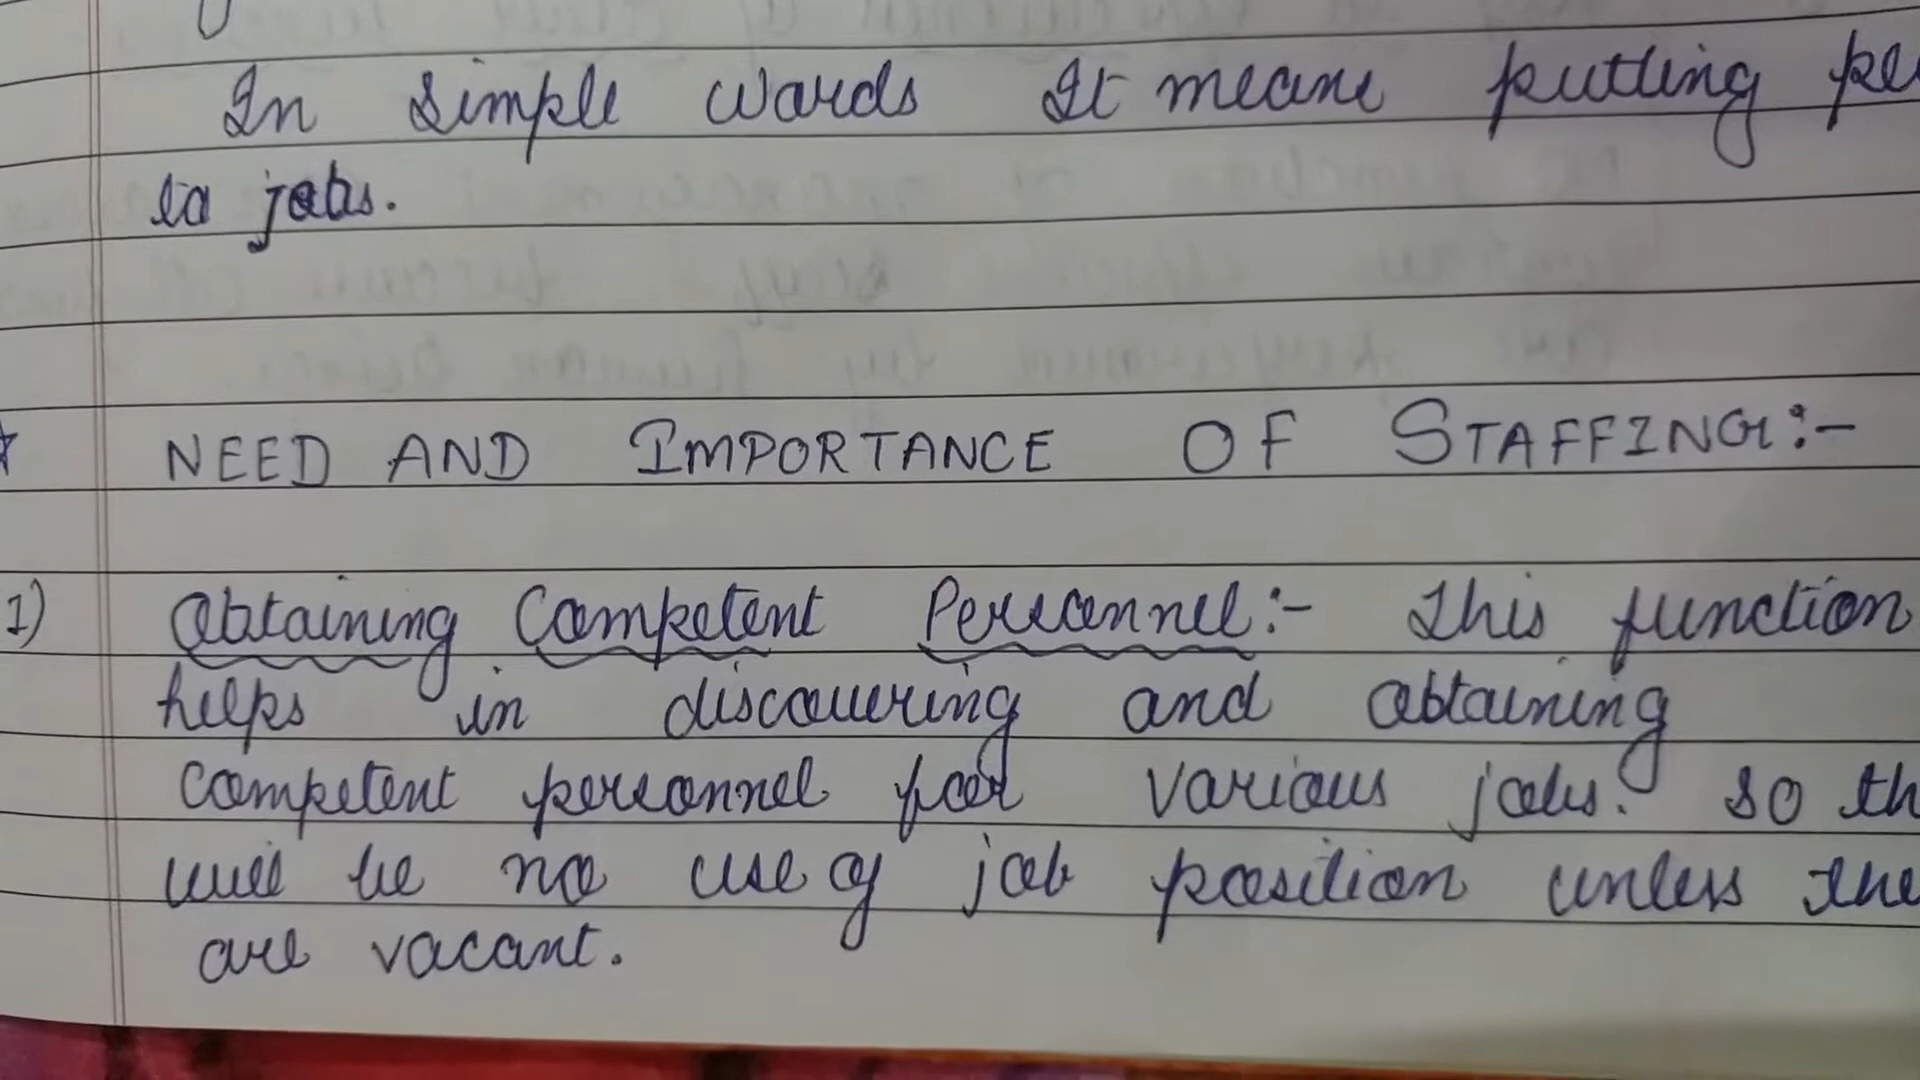 In simple words It means putting pe
to jobs.
NEED AND IMPORTANCE OF STAFFING:-
1) Obtaining Competent Personnel:- This function
helps in discovering and obtaining
competent personnel for various jobs. So th
will be no use of job position unless the
are vacant.